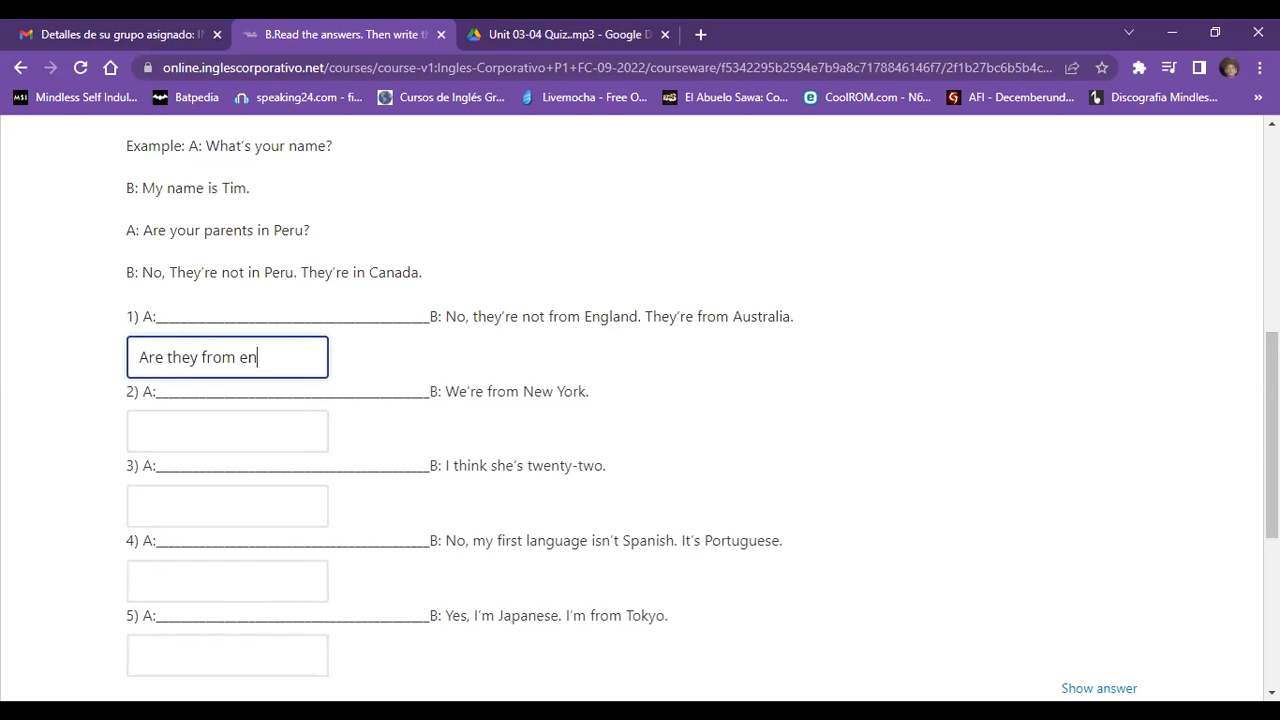 Detalles de su grupo asignado: I
B.Read the answers. Then write t
Unit 03-04 Quiz..mp3 - Google D
online.inglescorporativo.net/courses/course-v1:Ingles-Corporativo+P1+FC-09-2022/courseware/f5342295b2594e7b9a8c7178846146f7/2f1b27bc6b5b4c...
Mindless Self Indul...
Batpedia
speaking24.com - fi...
Cursos de Inglés Gr...
Livemocha - Free O...
El Abuelo Sawa: Co...
CoolROM.com - N6...
AFI - Decemberund...
Discografia Mindles...
Example: A: What's your name?
B: My name is Tim.
A: Are your parents in Peru?
B: No, They're not in Peru. They're in Canada.
1) A:____________________________________B: No, they're not from England. They're from Australia.
Are they from en
2) A:____________________________________B: We're from New York.
3) A:____________________________________B: I think she's twenty-two.
4) A:____________________________________B: No, my first language isn't Spanish. It's Portuguese.
5) A:____________________________________B: Yes, I'm Japanese. I'm from Tokyo.
Show answer